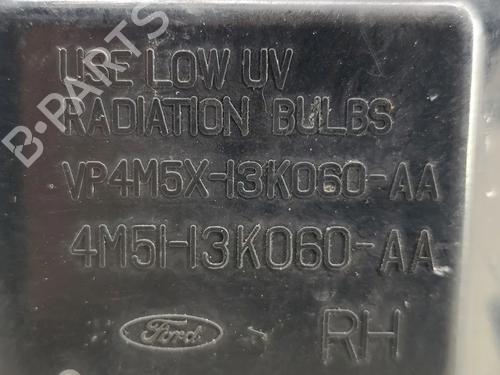 USE LOW UV
RADIATION BULBS
VP4M5X-13K060-AA
4M51-13K060-AA
Ford RH
B-PARTS